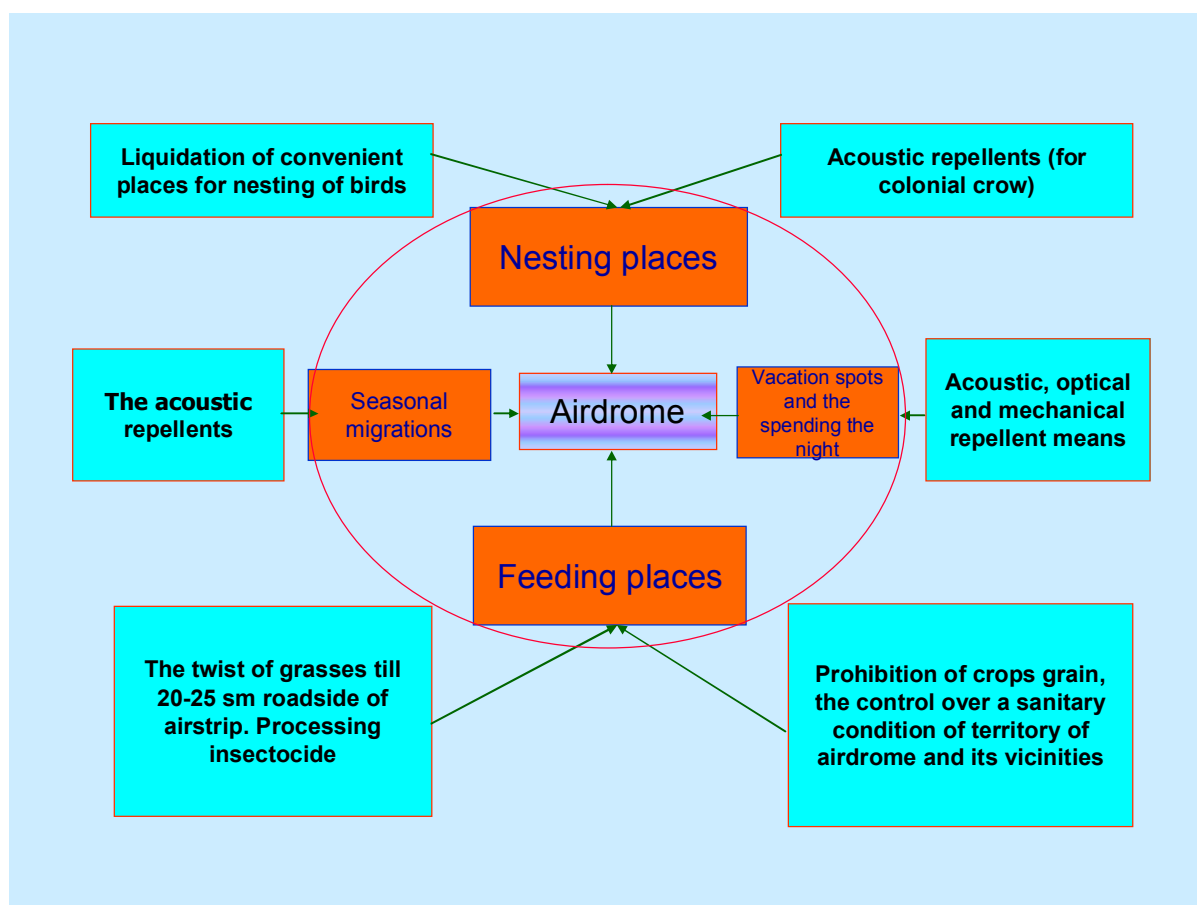 Liquidation of convenient
places for nesting of birds
Acoustic repellents (for
colonial crow)
Nesting places
The acoustic
repellents
Seasonal
migrations
Airdrome
Vacation spots
and the
spending the
night
Acoustic, optical
and mechanical
repellent means
Feeding places
The twist of grasses till
20-25 sm roadside of
airstrip. Processing
insectocide
Prohibition of crops grain,
the control over a sanitary
condition of territory of
airdrome and its vicinities